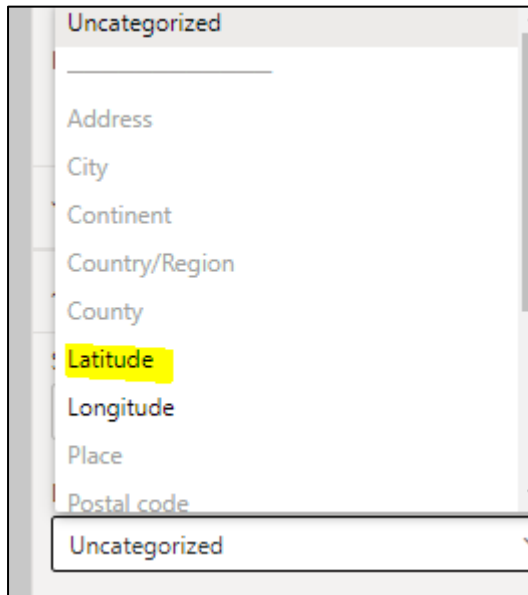 Uncategorized
Address
City
Continent
Country/Region
County
Latitude
Longitude
Place
Postal code
Uncategorized